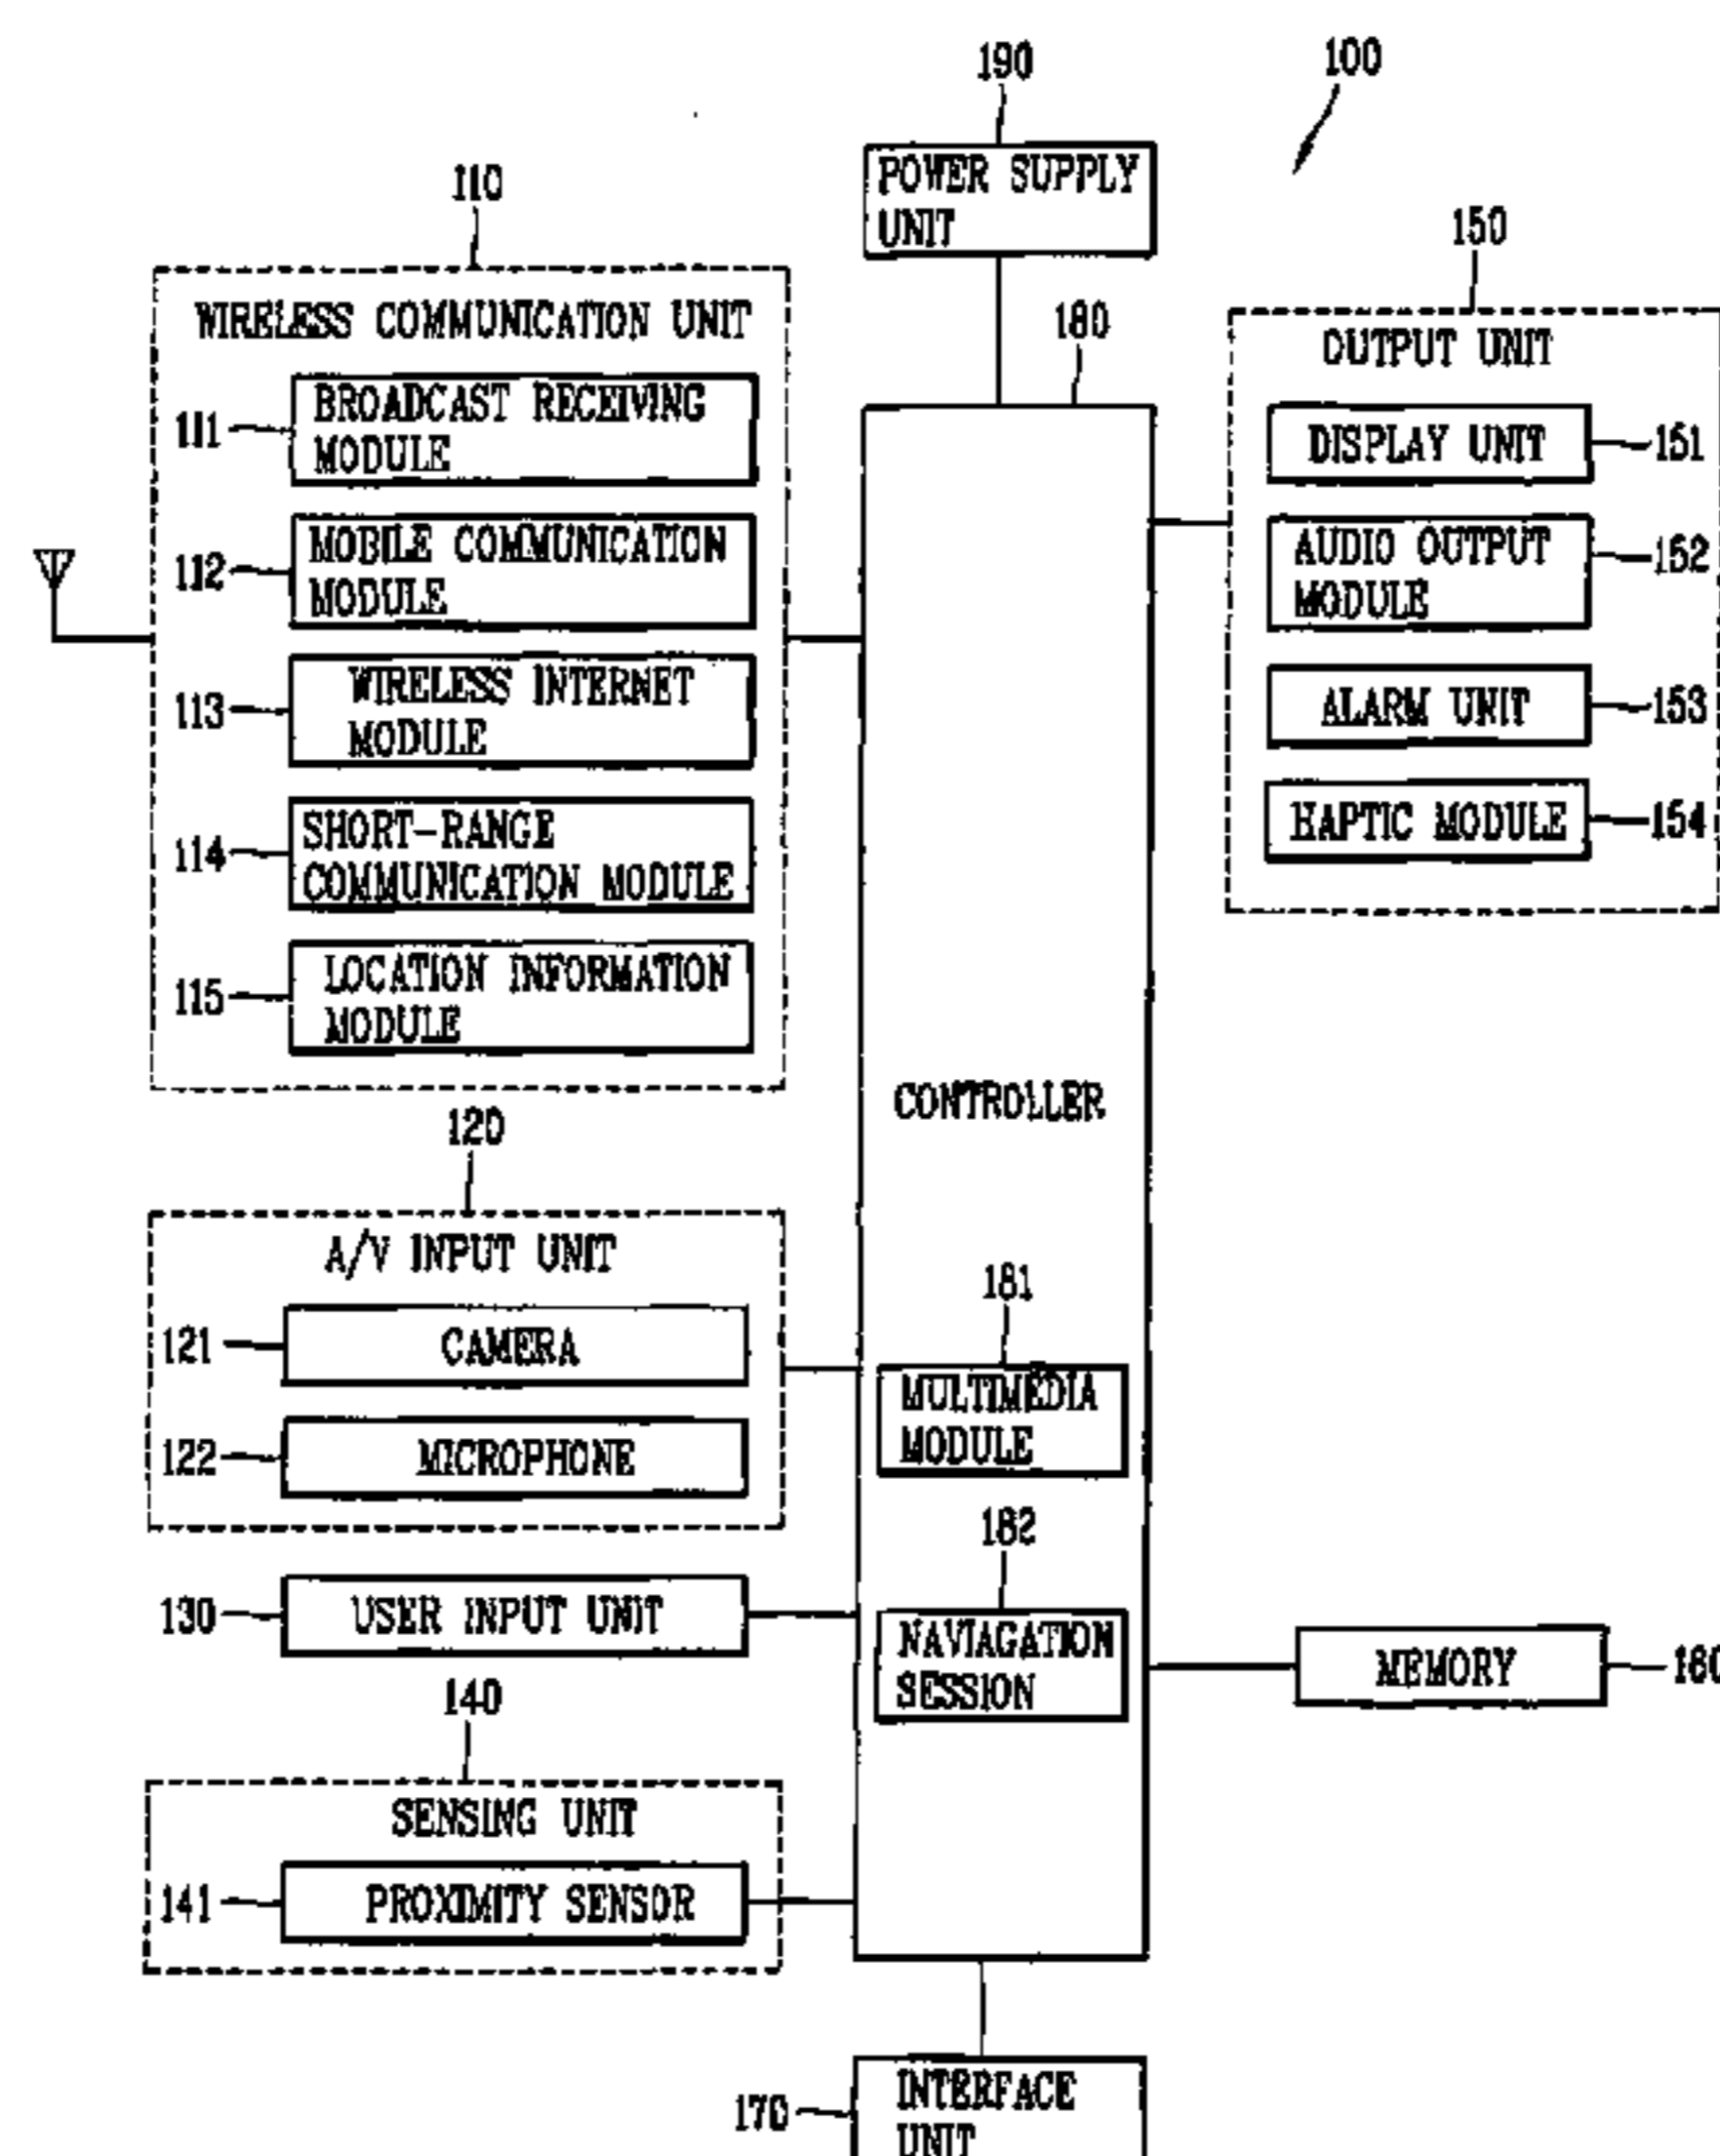 190
100
POWER SUPPLY
UNIT
110
WIRELESS COMMUNICATION UNIT
111
BROADCAST RECEIVING
MODULE
112
MOBILE COMMUNICATION
MODULE
113
WIRELESS INTERNET
MODULE
114
SHORT-RANGE
COMMUNICATION MODULE
115
LOCATION INFORMATION
MODULE
120
A/V INPUT UNIT
121
CAMERA
122
MICROPHONE
130
USER INPUT UNIT
140
SENSING UNIT
141
PROXIMITY SENSOR
180
CONTROLLER
181
MULTIMEDIA
MODULE
182
NAVIAGATION
SESSION
150
OUTPUT UNIT
DISPLAY UNIT
151
AUDIO OUTPUT
MODULE
152
ALARM UNIT
153
HAPTIC MODULE
154
MEMORY
160
170
INTERFACE
UNIT